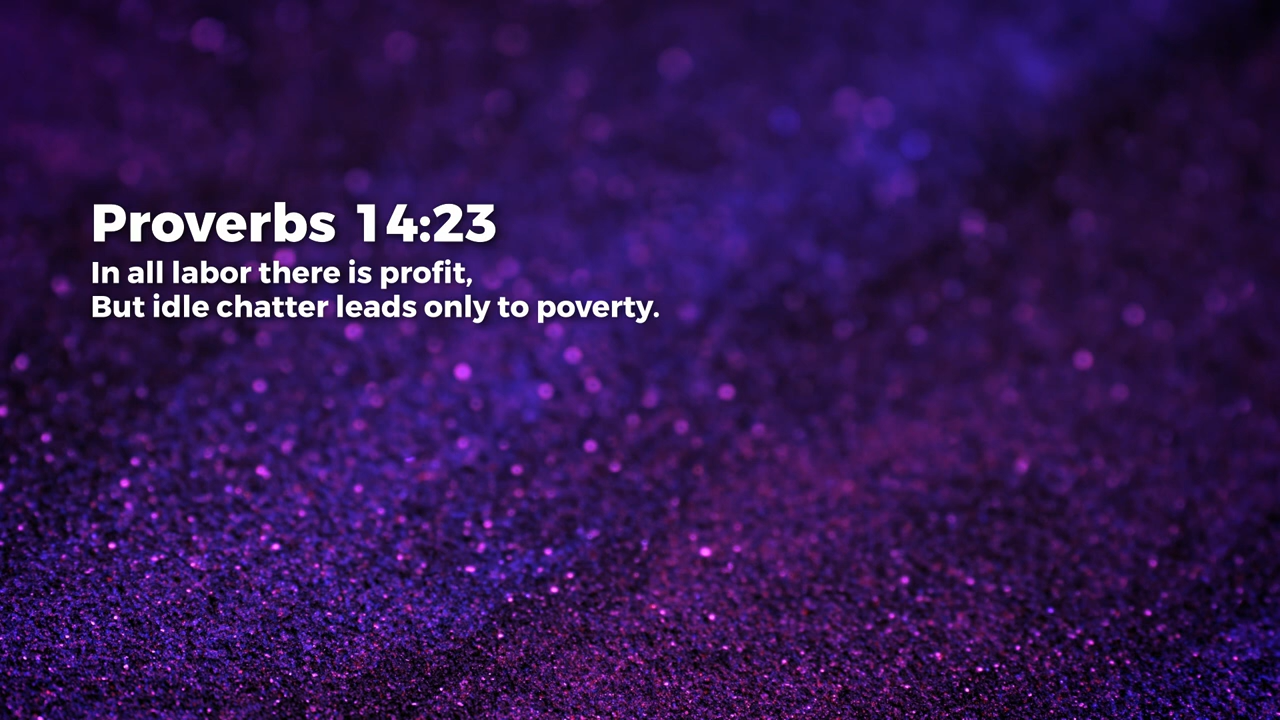 Proverbs 14:23
In all labor there is profit,
But idle chatter leads only to poverty.